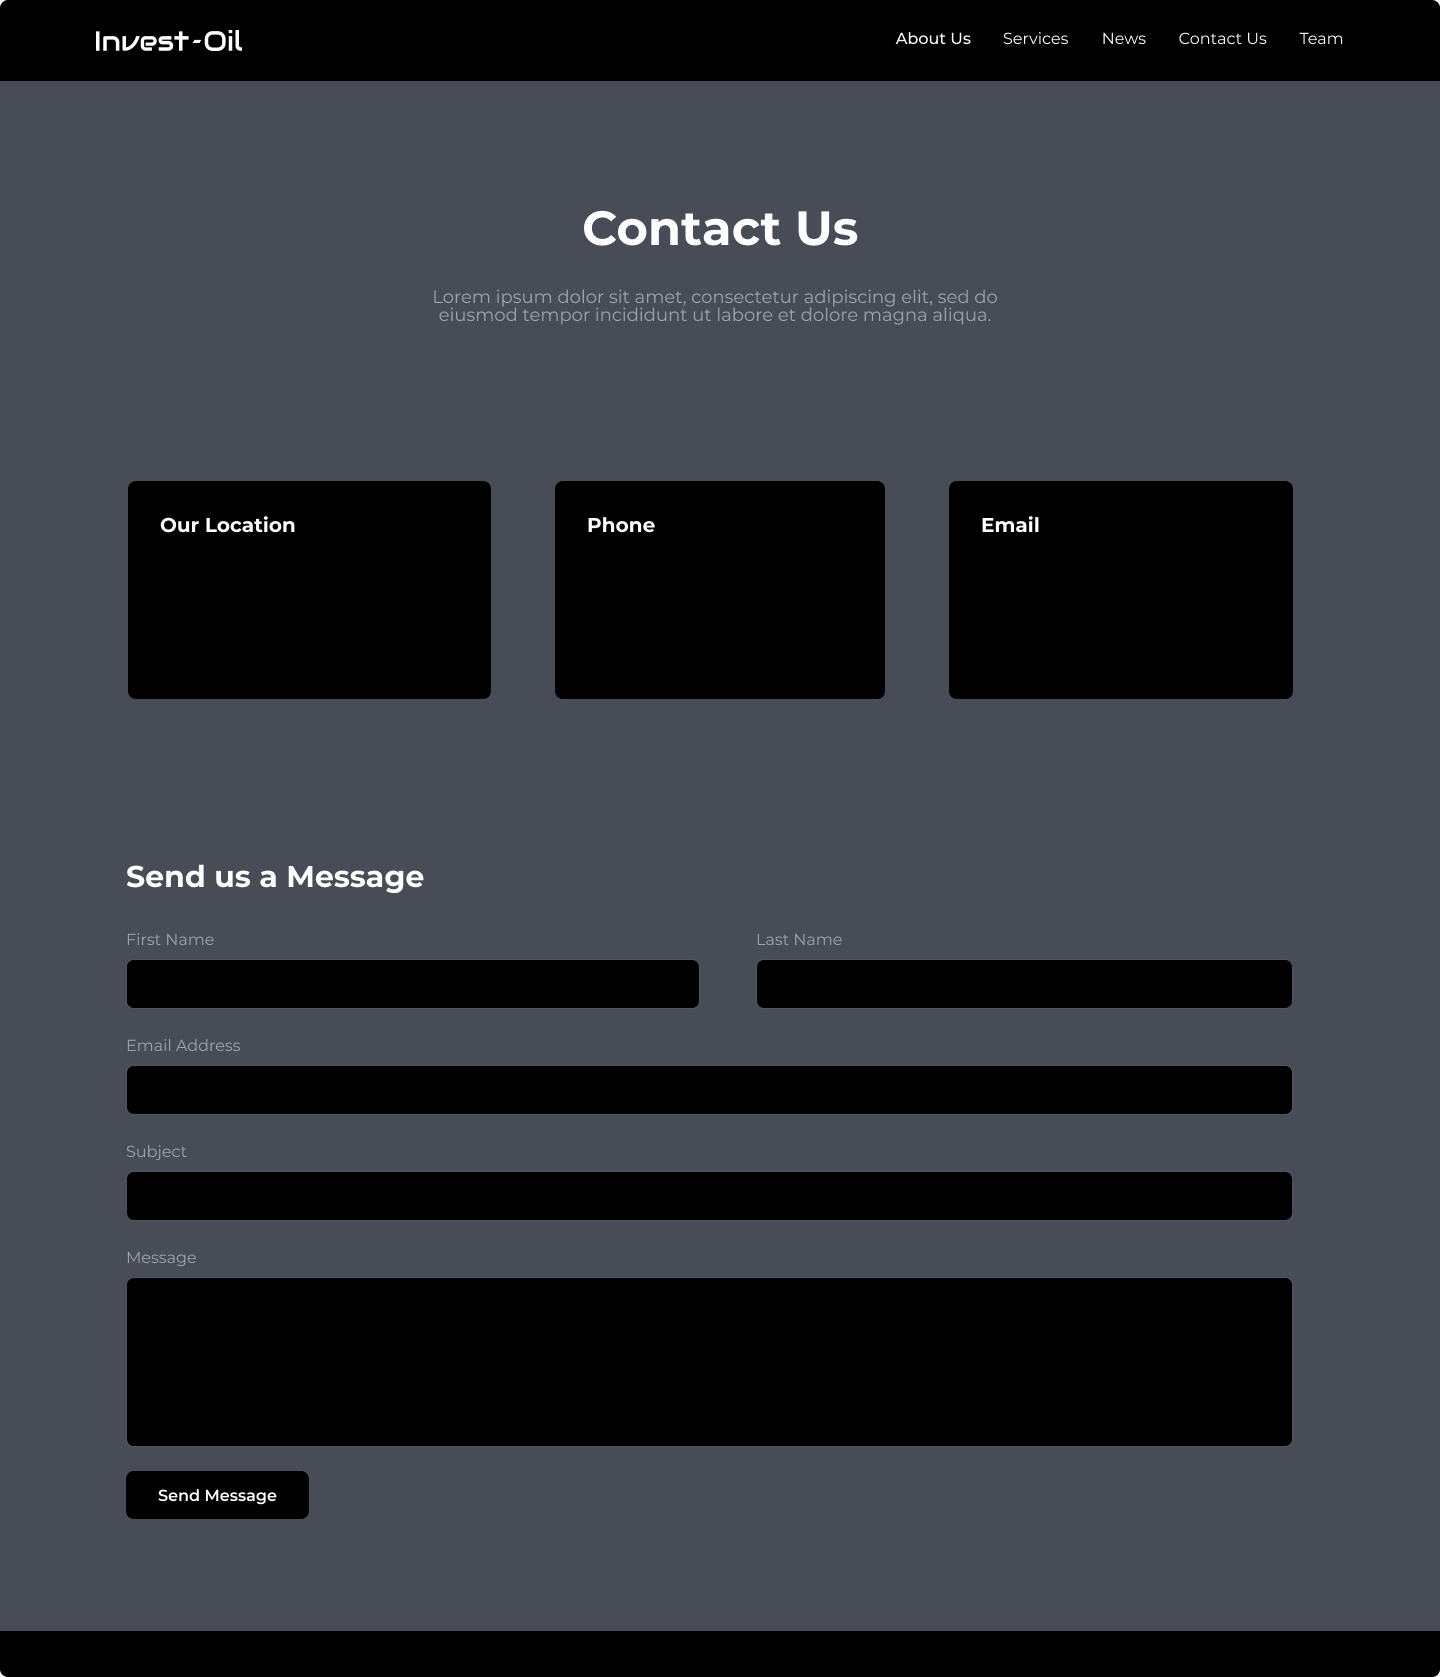 Invest-Oil
About Us Services News Contact Us Team
Contact Us
Lorem ipsum dolor sit amet, consectetur adipiscing elit, sed do
eiusmod tempor incididunt ut labore et dolore magna aliqua.
Our Location
Phone
Email
Send us a Message
First Name
Last Name
Email Address
Subject
Message
Send Message